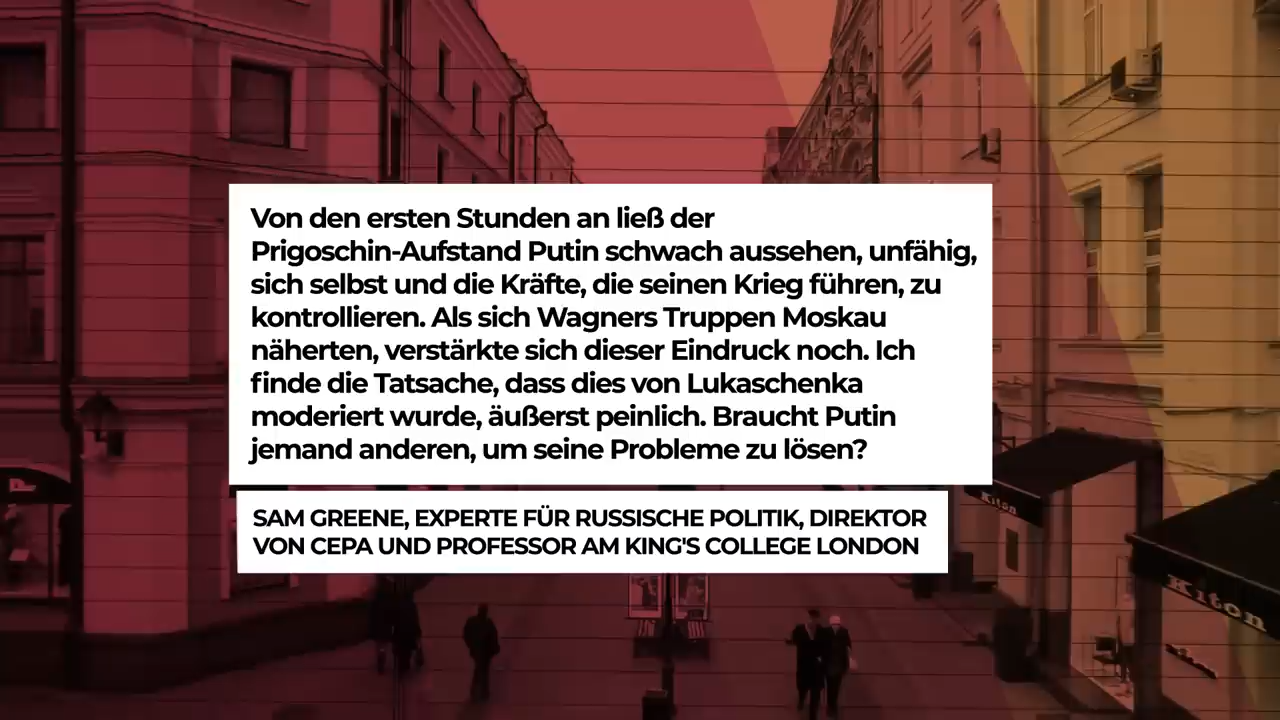 Von den ersten Stunden an ließ der
Prigoschin-Aufstand Putin schwach aussehen, unfähig,
sich selbst und die Kräfte, die seinen Krieg führen, zu
kontrollieren. Als sich Wagners Truppen Moskau
näherten, verstärkte sich dieser Eindruck noch. Ich
finde die Tatsache, dass dies von Lukaschenka
moderiert wurde, äußerst peinlich. Braucht Putin
jemand anderen, um seine Probleme zu lösen?
SAM GREENE, EXPERTE FÜR RUSSISCHE POLITIK, DIREKTOR
VON CEPA UND PROFESSOR AM KING'S COLLEGE LONDON
Kiton
Kiton